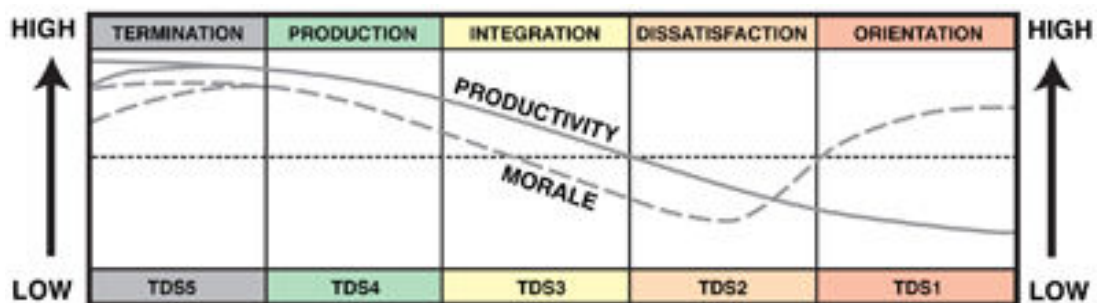 HIGH
TERMINATION PRODUCTION INTEGRATION DISSATISFACTION ORIENTATION
HIGH
PRODUCTIVITY
MORALE
LOW
TDS5 TDS4 TDS3 TDS2 TDS1
LOW